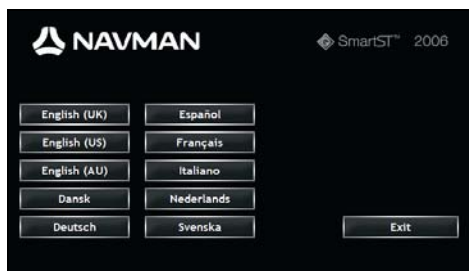 NAVMAN
SmartST™ 2006
English (UK)
Español
English (US)
Français
English (AU)
Italiano
Dansk
Nederlands
Deutsch
Svenska
Exit